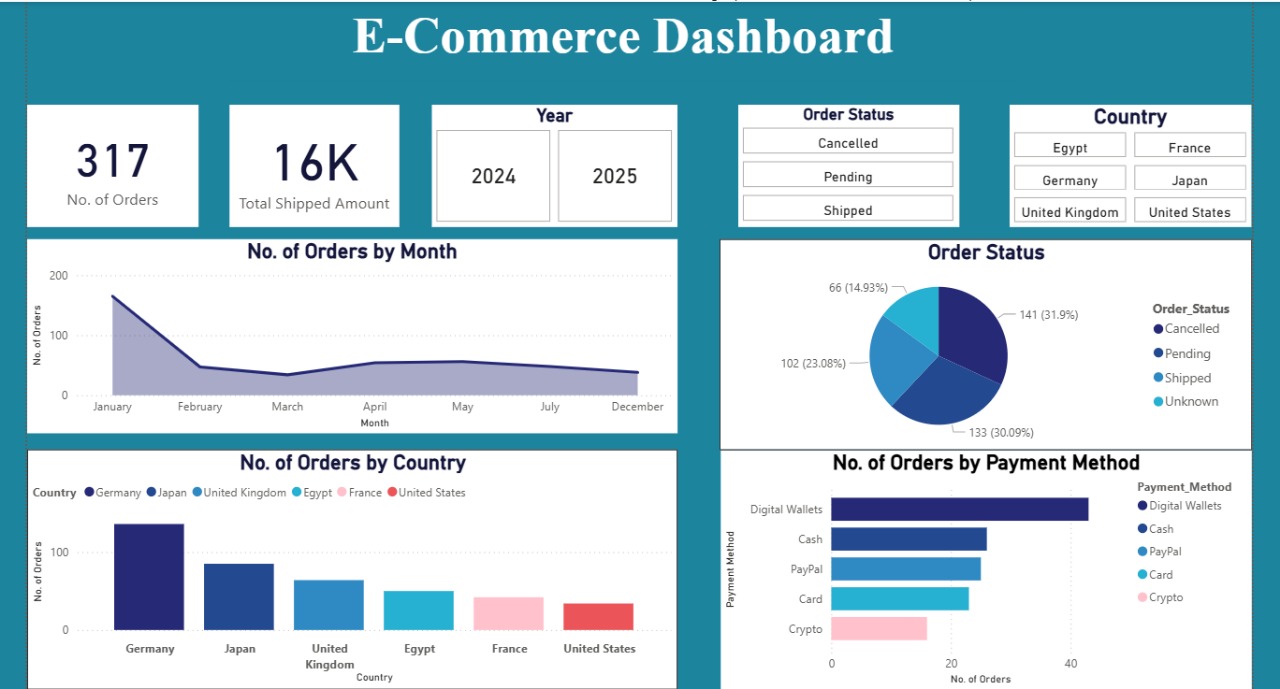 E-Commerce Dashboard
317
No. of Orders
16K
Total Shipped Amount
Year
2024
2025
Order Status
Cancelled
Pending
Shipped
Country
Egypt
France
Germany
Japan
United Kingdom
United States
No. of Orders by Month
No. of Orders
200
100
0
January February March April May July December
Month
Order Status
66 (14.93%)
141 (31.9%)
102 (23.08%)
133 (30.09%)
Order_Status
Cancelled
Pending
Shipped
Unknown
No. of Orders by Country
Country Germany Japan United Kingdom Egypt France United States
No. of Orders
100
0
Germany Japan United Egypt France United States
Kingdom
Country
No. of Orders by Payment Method
Payment Method
Digital Wallets
Cash
PayPal
Card
Crypto
0 20 40
No. of Orders
Payment_Method
Digital Wallets
Cash
PayPal
Card
Crypto